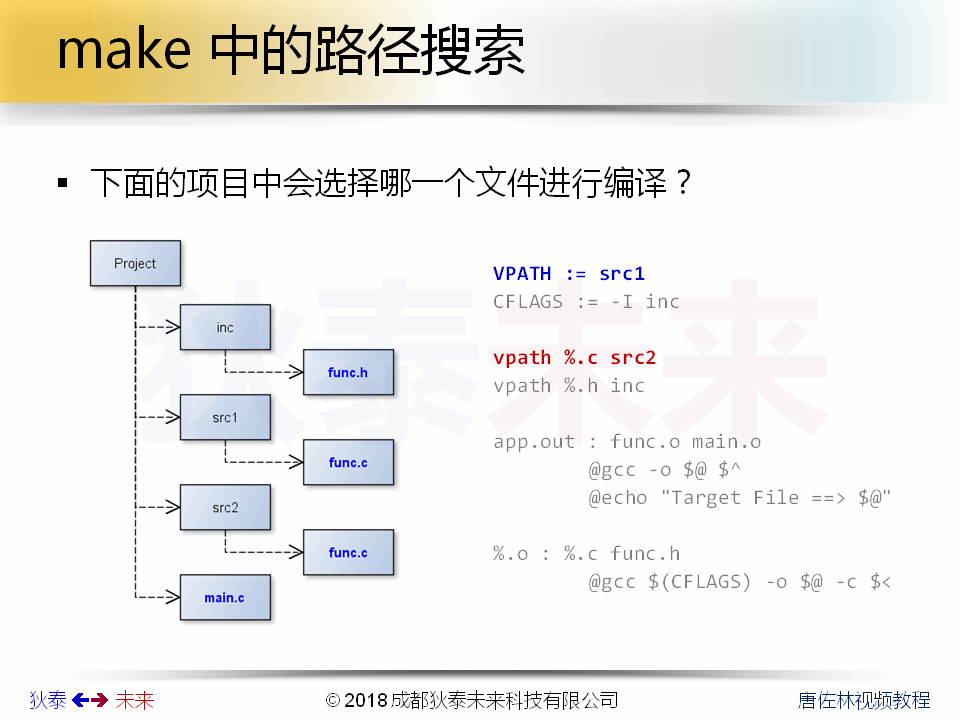 make 中的路径搜索
下面的项目中会选择哪一个文件进行编译？
Project
inc
func.h
src1
func.c
src2
func.c
main.c
VPATH := src1
CFLAGS := -I inc
vpath %.c src2
vpath %.h inc
app.out : func.o main.o
@gcc -o $@ $^
@echo "Target File ==> $@"
%.o : %.c func.h
@gcc $(CFLAGS) -o $@ -c $<
狄泰未来
狄泰 未来
© 2018 成都狄泰未来科技有限公司
唐佐林视频教程